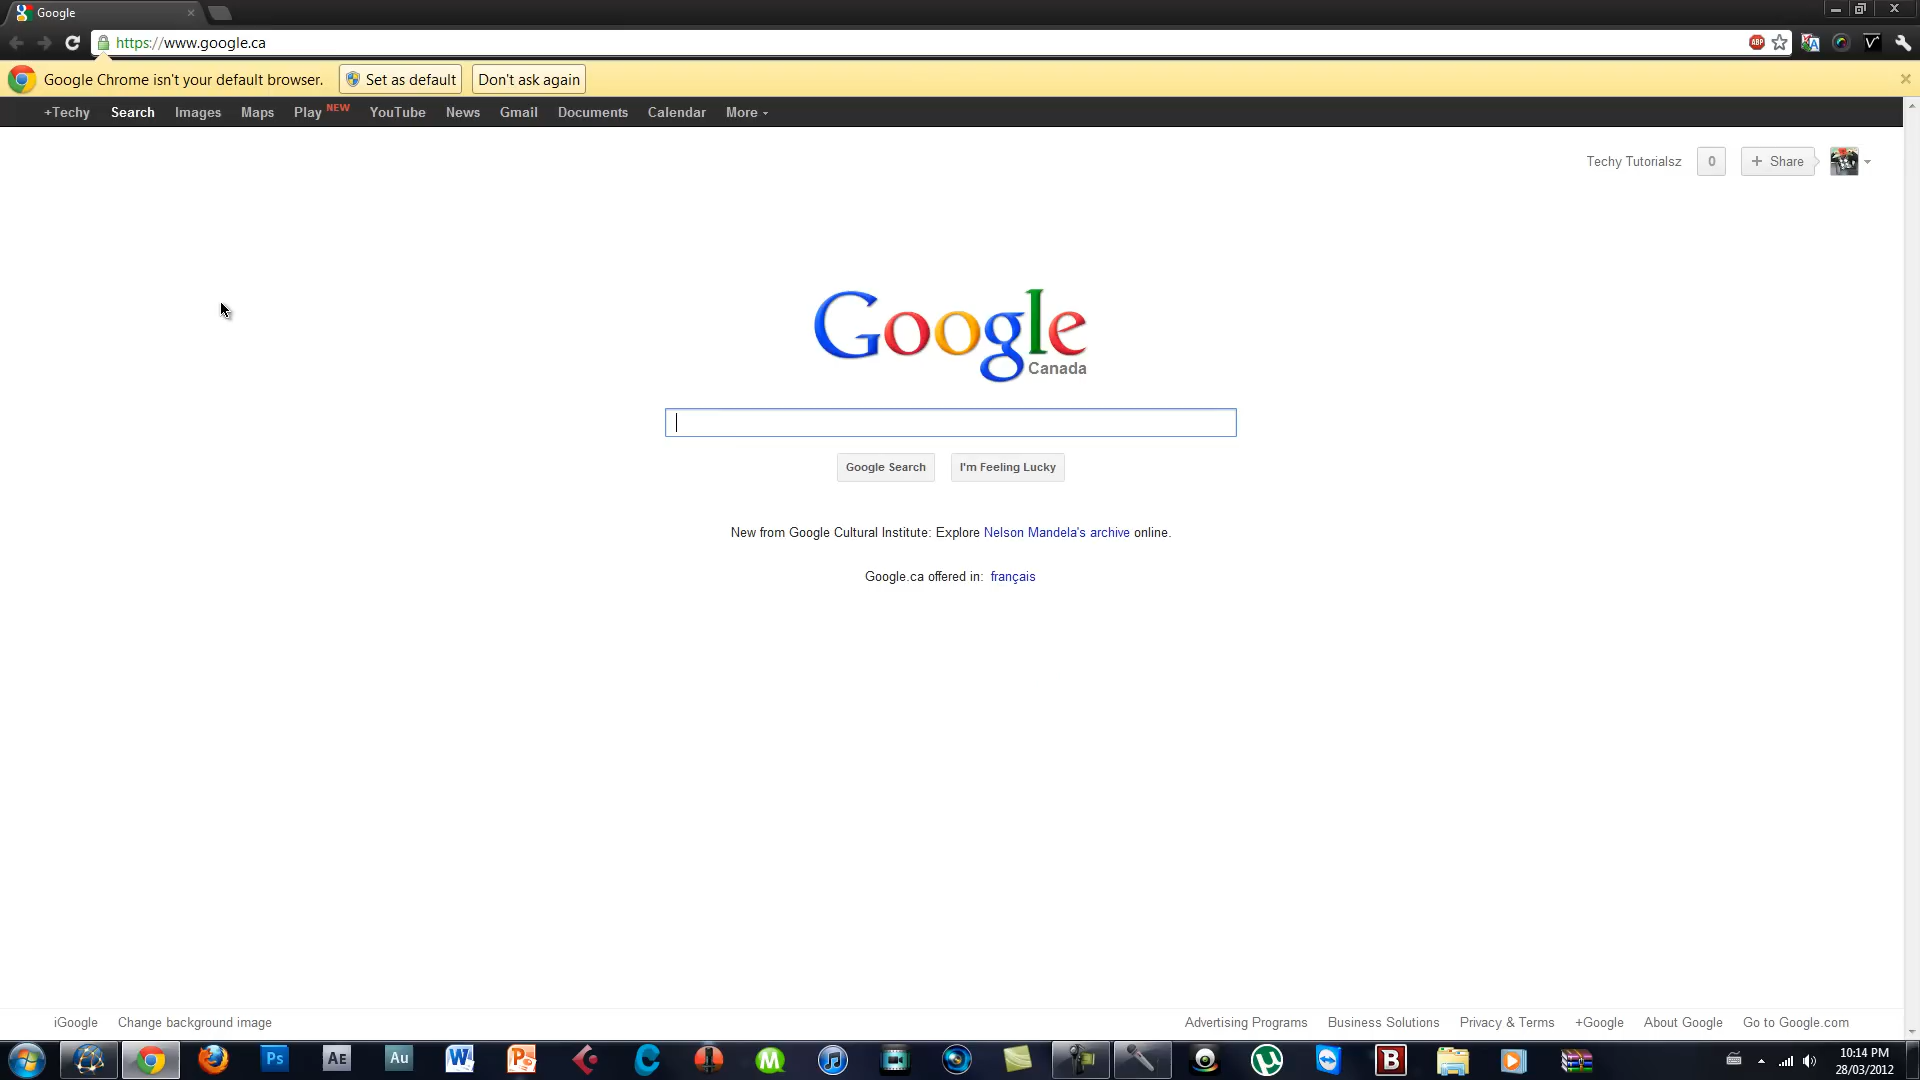 Google
https://www.google.ca
ABP
Google Chrome isn't your default browser. Set as default Don't ask again
+Techy Search Images Maps Play NEW YouTube News Gmail Documents Calendar More
Techy Tutorialsz 0 + Share
Google
Canada
Google Search I'm Feeling Lucky
New from Google Cultural Institute: Explore Nelson Mandela's archive online.
Google.ca offered in: français
iGoogle Change background image Advertising Programs Business Solutions Privacy & Terms +Google About Google Go to Google.com
Ps AE Au W P C M B
10:14 PM
28/03/2012